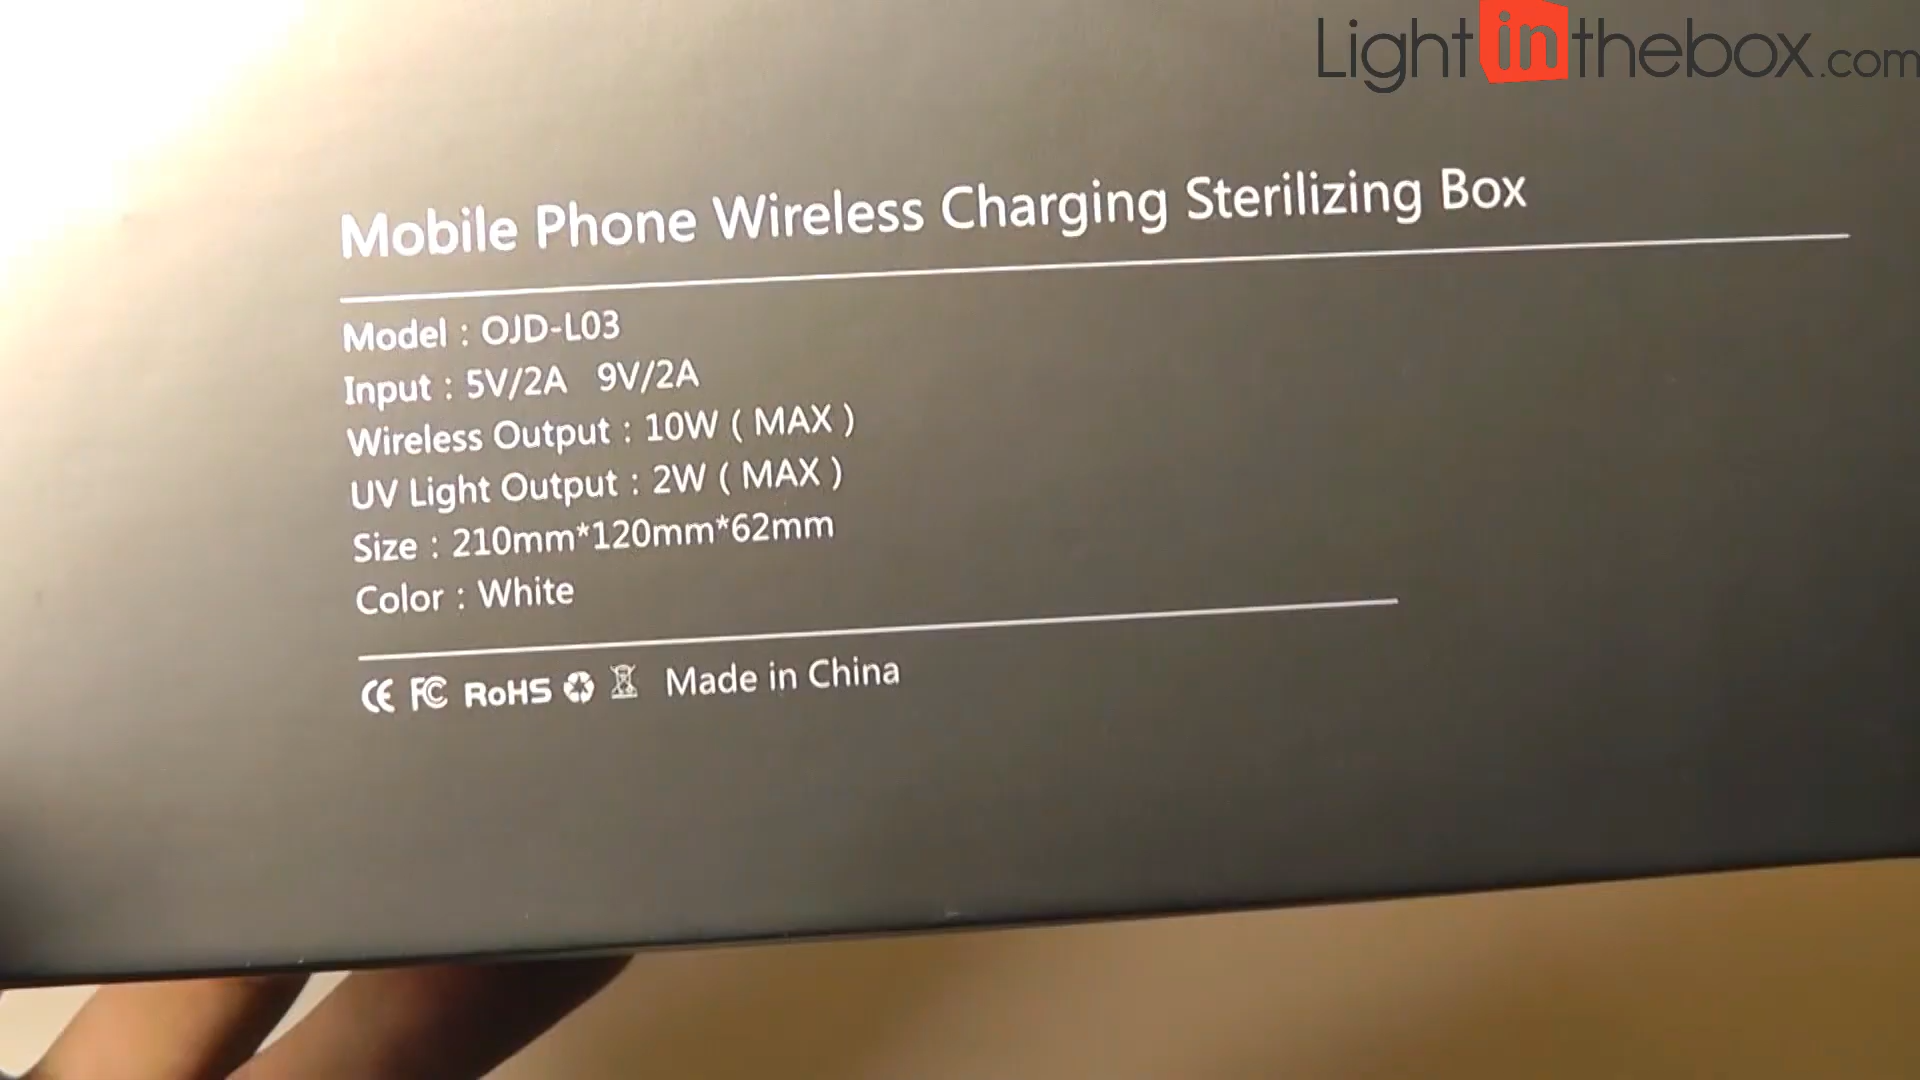 Lightinthebox.com
Mobile Phone Wireless Charging Sterilizing Box
Model : OJD-L03
Input : 5V/2A 9V/2A
Wireless Output : 10W ( MAX )
UV Light Output : 2W ( MAX )
Size : 210mm*120mm*62mm
Color : White
CE FC RoHS Made in China